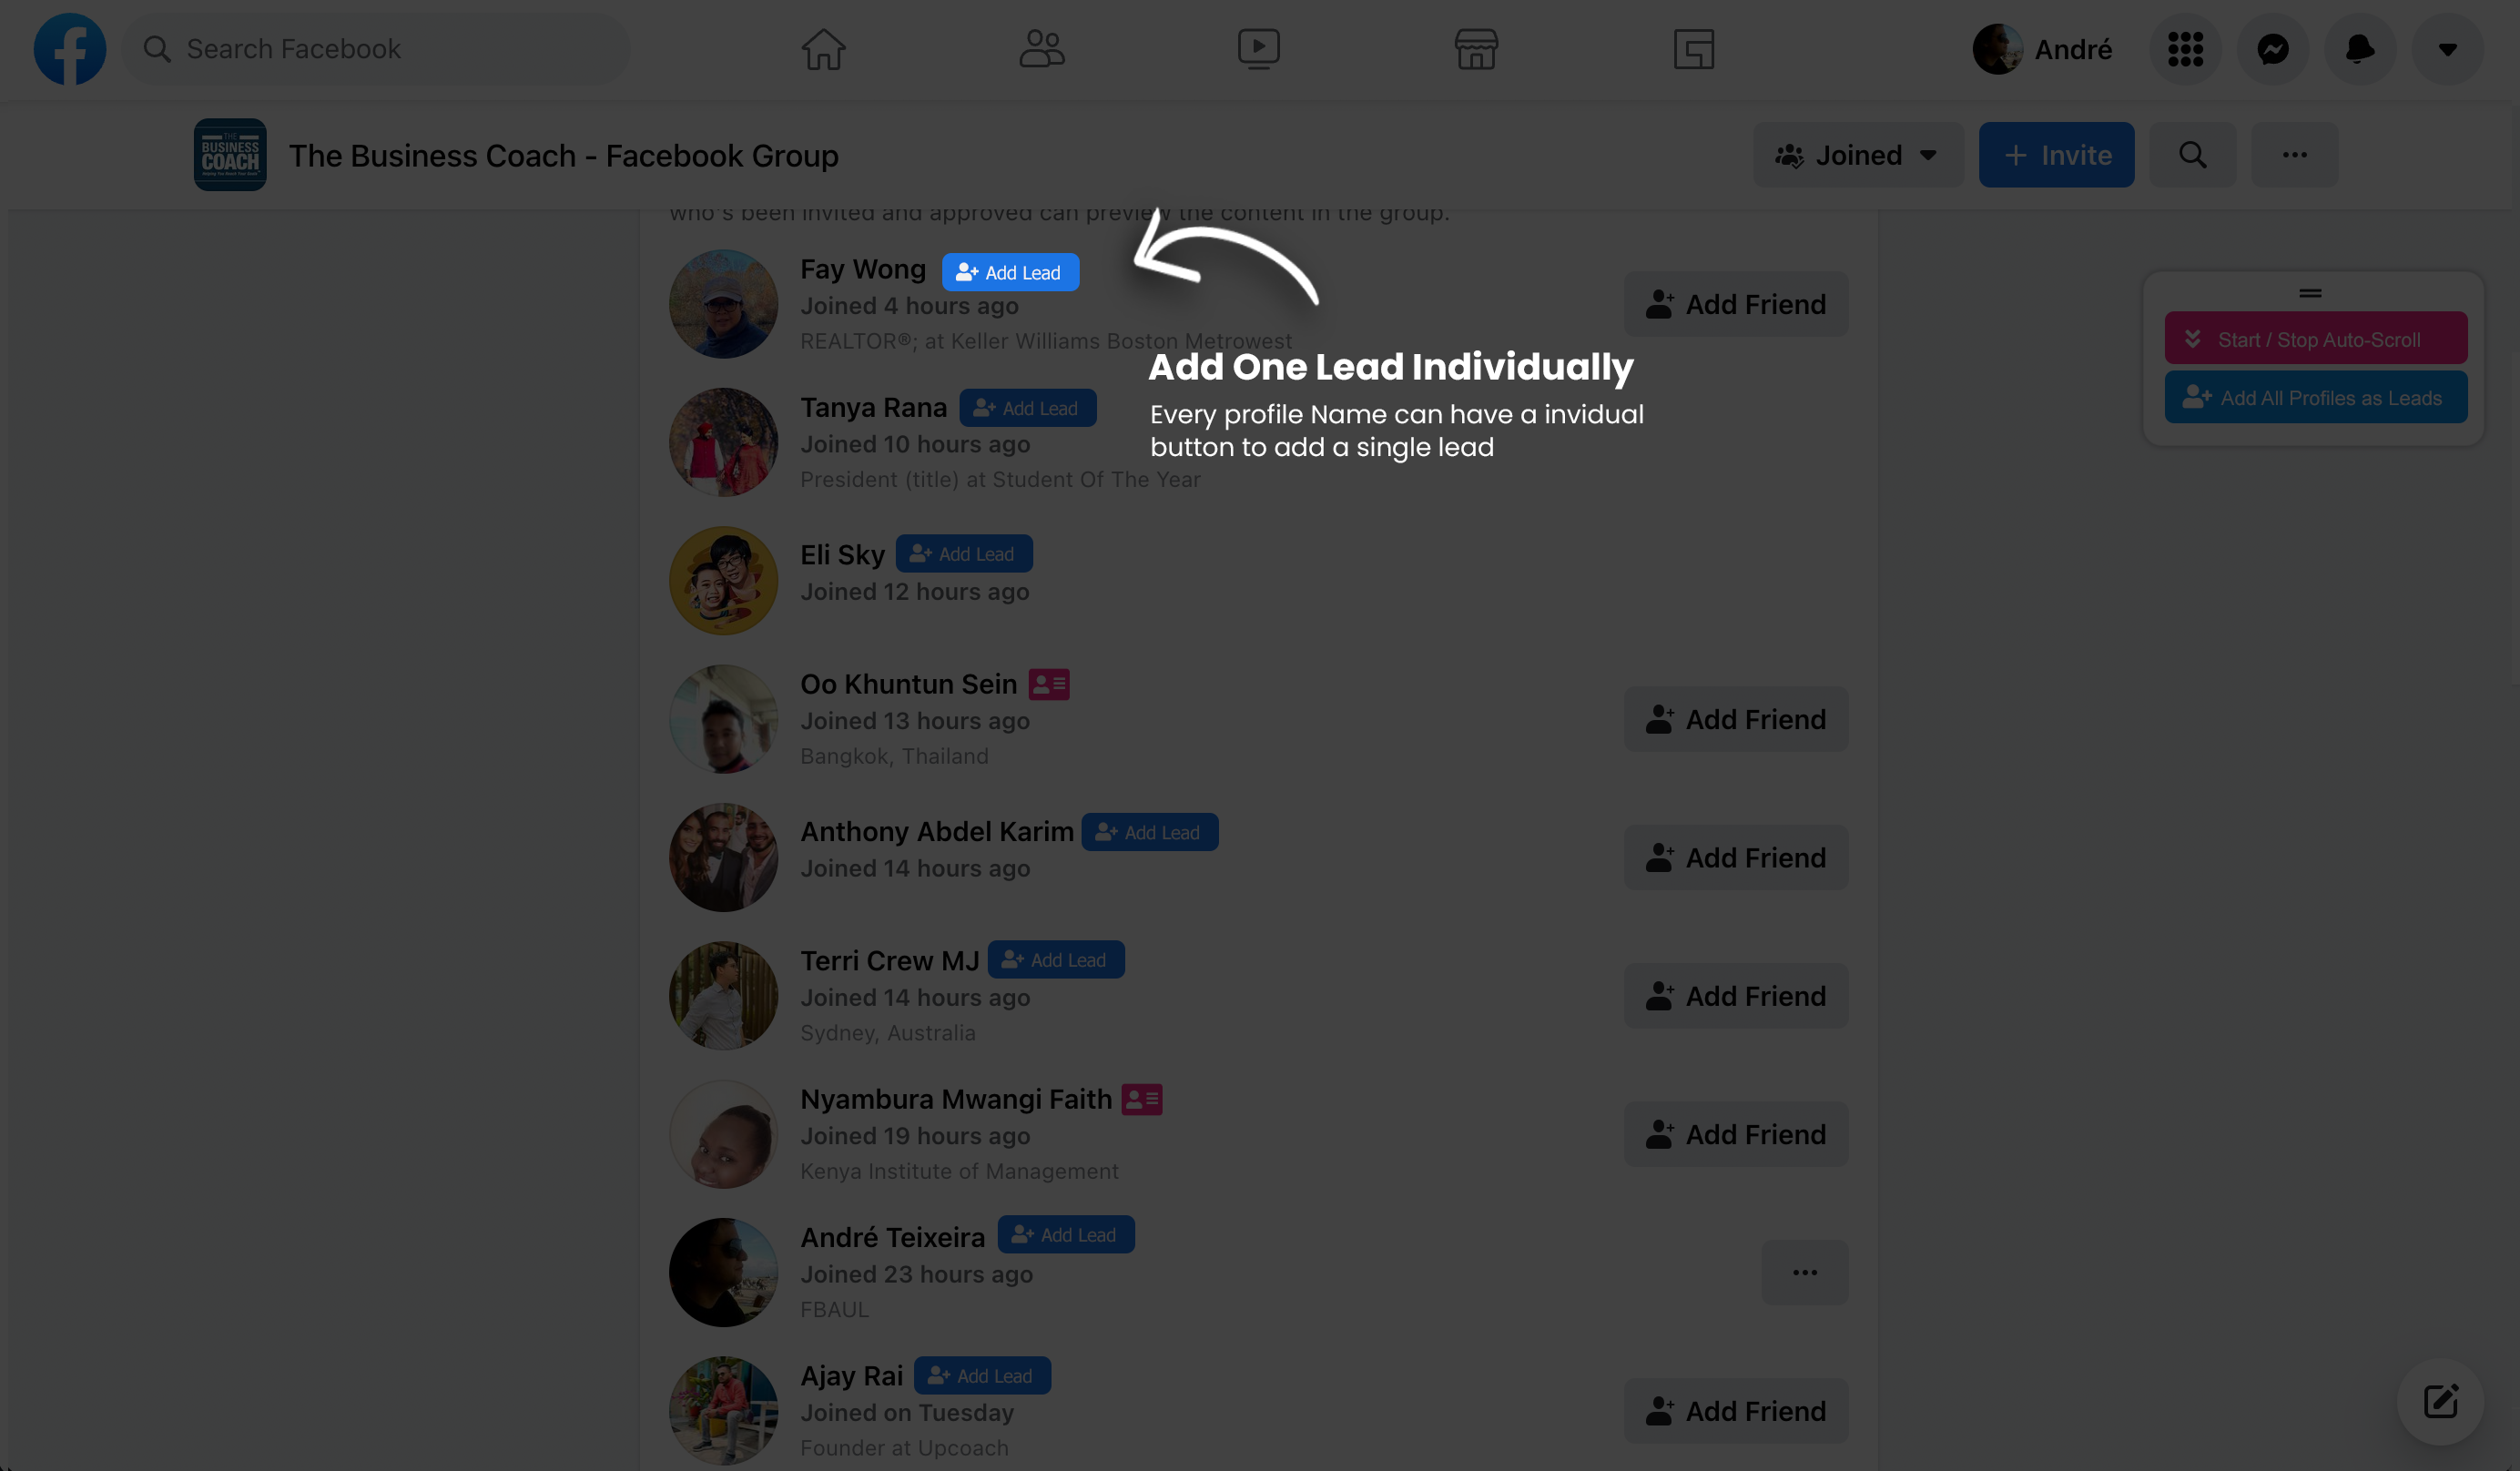 Search Facebook
André
THE
BUSINESS
COACH
The Business Coach - Facebook Group
Joined
Invite
who's been invited and approved can preview the content in the group.
Fay Wong
Add Lead
Joined 4 hours ago
REALTOR®; at Keller Williams Boston Metrowest
Add Friend
Start / Stop Auto-Scroll
Add All Profiles as Leads
Add One Lead Individually
Every profile Name can have a invidual
button to add a single lead
Tanya Rana
Add Lead
Joined 10 hours ago
President (title) at Student Of The Year
Eli Sky
Add Lead
Joined 12 hours ago
Oo Khuntun Sein
Joined 13 hours ago
Bangkok, Thailand
Add Friend
Anthony Abdel Karim
Add Lead
Joined 14 hours ago
Add Friend
Terri Crew MJ
Add Lead
Joined 14 hours ago
Sydney, Australia
Add Friend
Nyambura Mwangi Faith
Joined 19 hours ago
Kenya Institute of Management
Add Friend
André Teixeira
Add Lead
Joined 23 hours ago
FBAUL
Ajay Rai
Add Lead
Joined on Tuesday
Founder at Upcoach
Add Friend